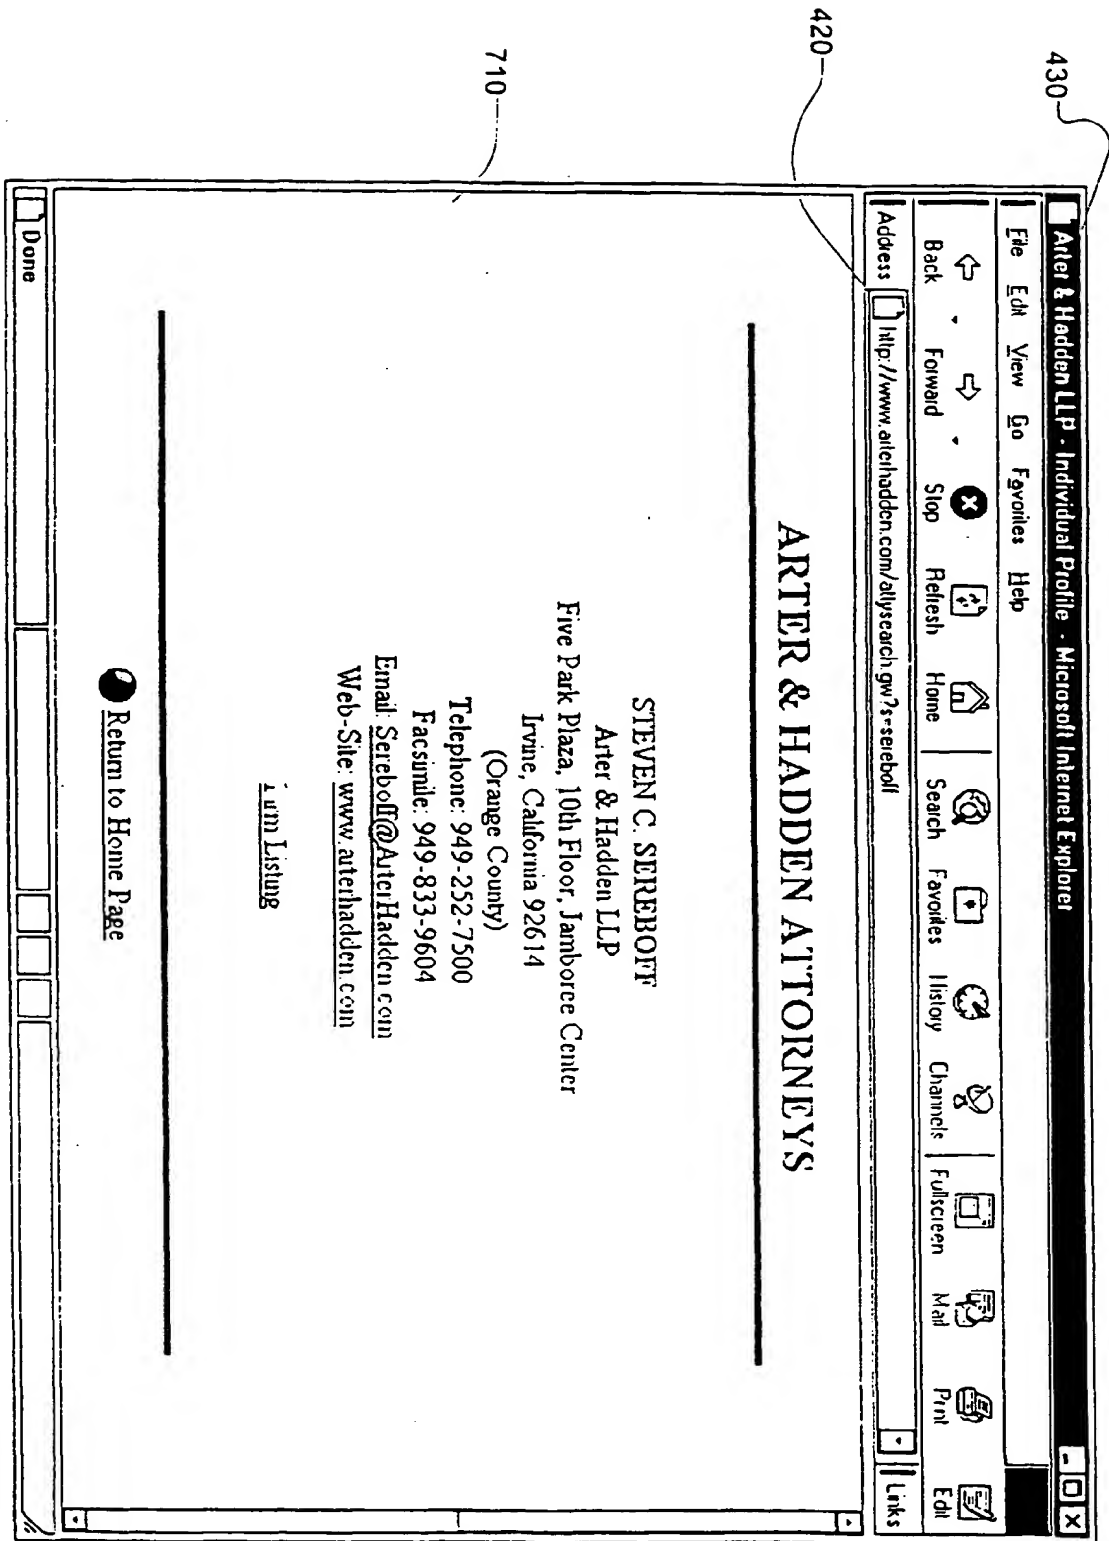 430
Arter & Hadden LLP - Individual Profile - Microsoft Internet Explorer
File Edit View Go Favorites Help
Back Forward Stop Refresh Home Search Favorites History Channels Fullscreen Mail Print Edit
420
Address http://www.arterhadden.com/attysearch.gw?s=sereboff Links
710
ARTER & HADDEN ATTORNEYS
STEVEN C. SEREBOFF
Arter & Hadden LLP
Five Park Plaza, 10th Floor, Jamboree Center
Irvine, California 92614
(Orange County)
Telephone: 949-252-7500
Facsimile: 949-833-9604
Email: Sereboff@ArterHadden.com
Web-Site: www.arterhadden.com
Listing
Return to Home Page
Done